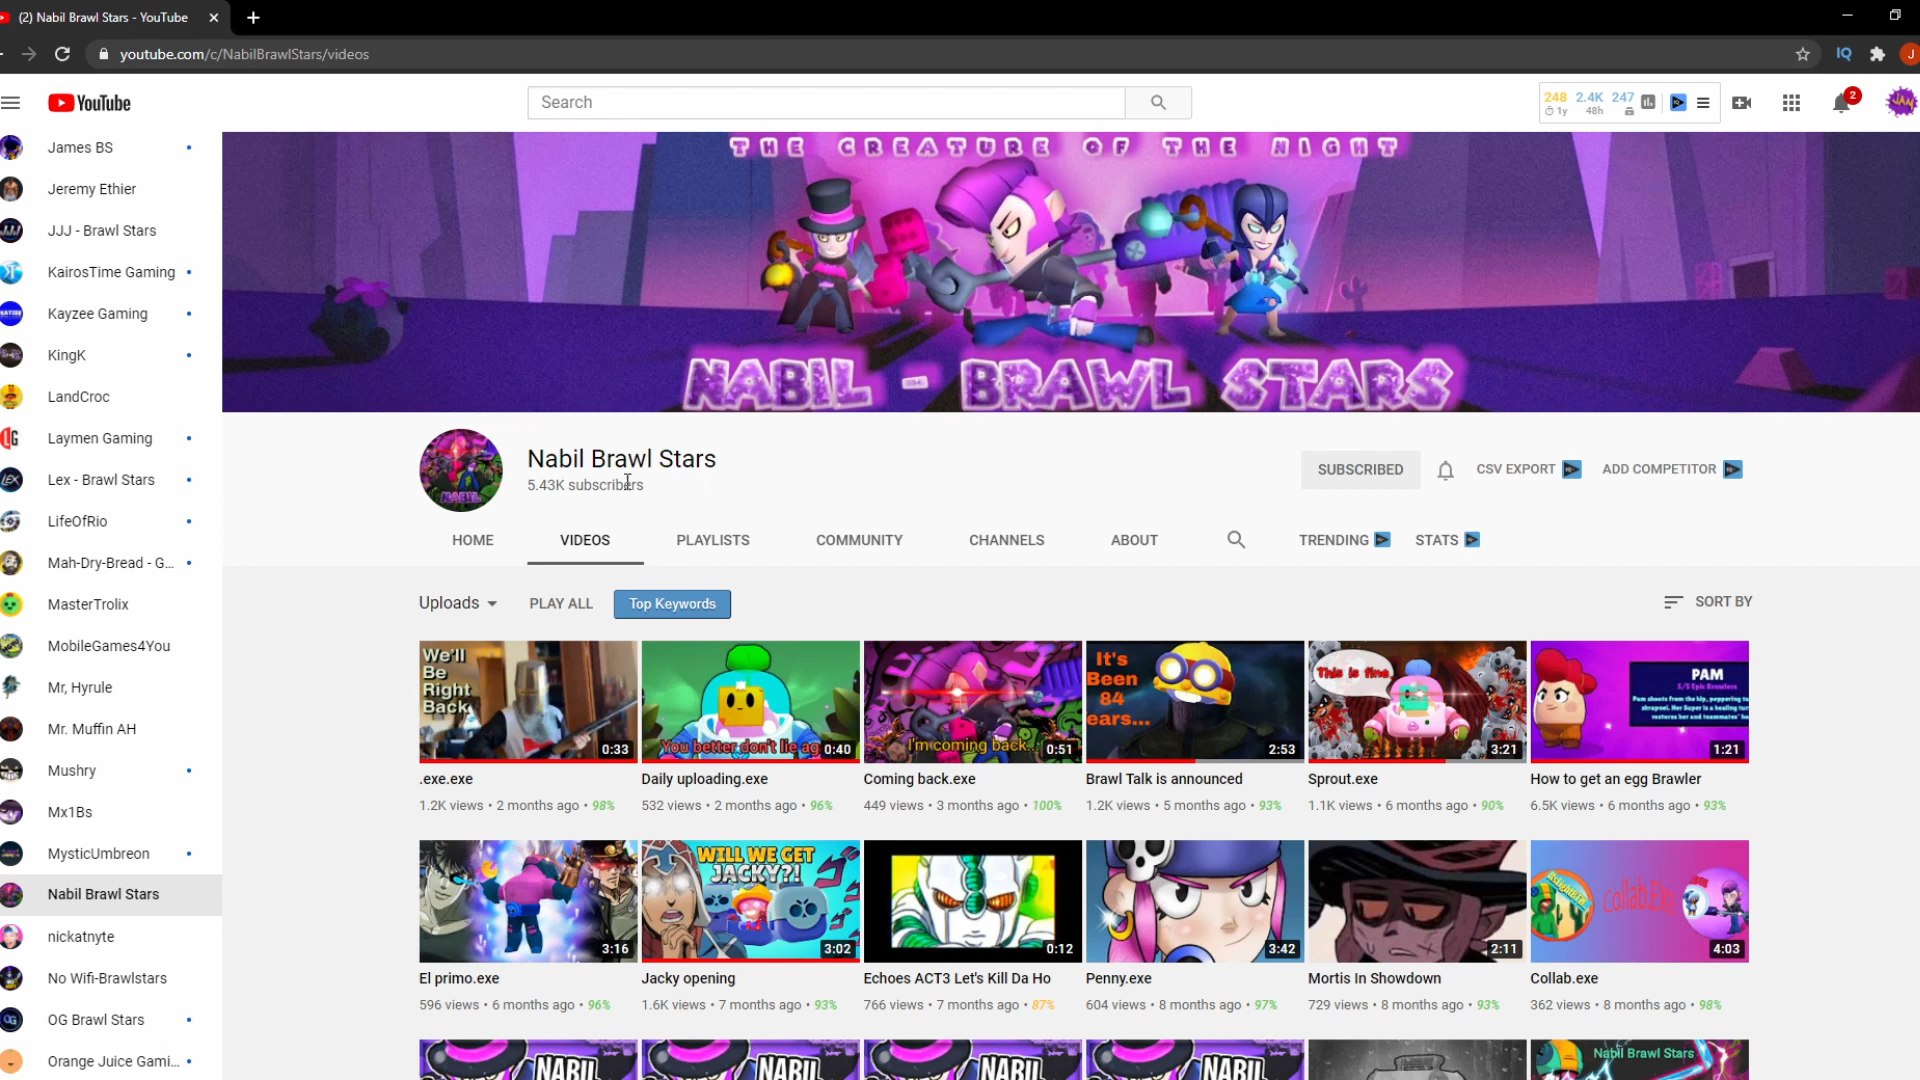 (2) Nabil Brawl Stars - YouTube
youtube.com/c/NabilBrawlStars/videos
IQ
J
YouTube
Search
248 2.4K 247
1y 48h
2
JAM
James BS
Jeremy Ethier
JJJ - Brawl Stars
KairosTime Gaming
Kayzee Gaming
KingK
LandCroc
Laymen Gaming
Lex - Brawl Stars
LifeOfRio
Mah-Dry-Bread - G...
MasterTrolix
MobileGames4You
Mr, Hyrule
Mr. Muffin AH
Mushry
Mx1Bs
MysticUmbreon
Nabil Brawl Stars
nickatnyte
No Wifi-Brawlstars
OG Brawl Stars
Orange Juice Gami...
THE CREATURE OF THE NIGHT
NABIL - BRAWL STARS
NABIL
Nabil Brawl Stars
5.43K subscribers
SUBSCRIBED
CSV EXPORT
ADD COMPETITOR
HOME VIDEOS PLAYLISTS COMMUNITY CHANNELS ABOUT TRENDING STATS
Uploads PLAY ALL Top Keywords
SORT BY
We'll
Be
Right
Back
0:33
.exe.exe
1.2K views • 2 months ago • 98%
You better don't lie ag
0:40
Daily uploading.exe
532 views • 2 months ago • 96%
I'm coming back...
0:51
Coming back.exe
449 views • 3 months ago • 100%
It's
Been
84
ears...
2:53
Brawl Talk is announced
1.2K views • 5 months ago • 93%
This is fine.
3:21
Sprout.exe
1.1K views • 6 months ago • 90%
PAM
1:21
How to get an egg Brawler
6.5K views • 6 months ago • 93%
3:16
El primo.exe
596 views • 6 months ago • 96%
WILL WE GET
JACKY?!
3:02
Jacky opening
1.6K views • 7 months ago • 93%
0:12
Echoes ACT3 Let's Kill Da Ho
766 views • 7 months ago • 87%
3:42
Penny.exe
604 views • 8 months ago • 97%
2:11
Mortis In Showdown
729 views • 8 months ago • 93%
Collab.Exe
4:03
Collab.exe
362 views • 8 months ago • 98%
NABIL
NABIL
NABIL
NABIL
Nabil Brawl Stars